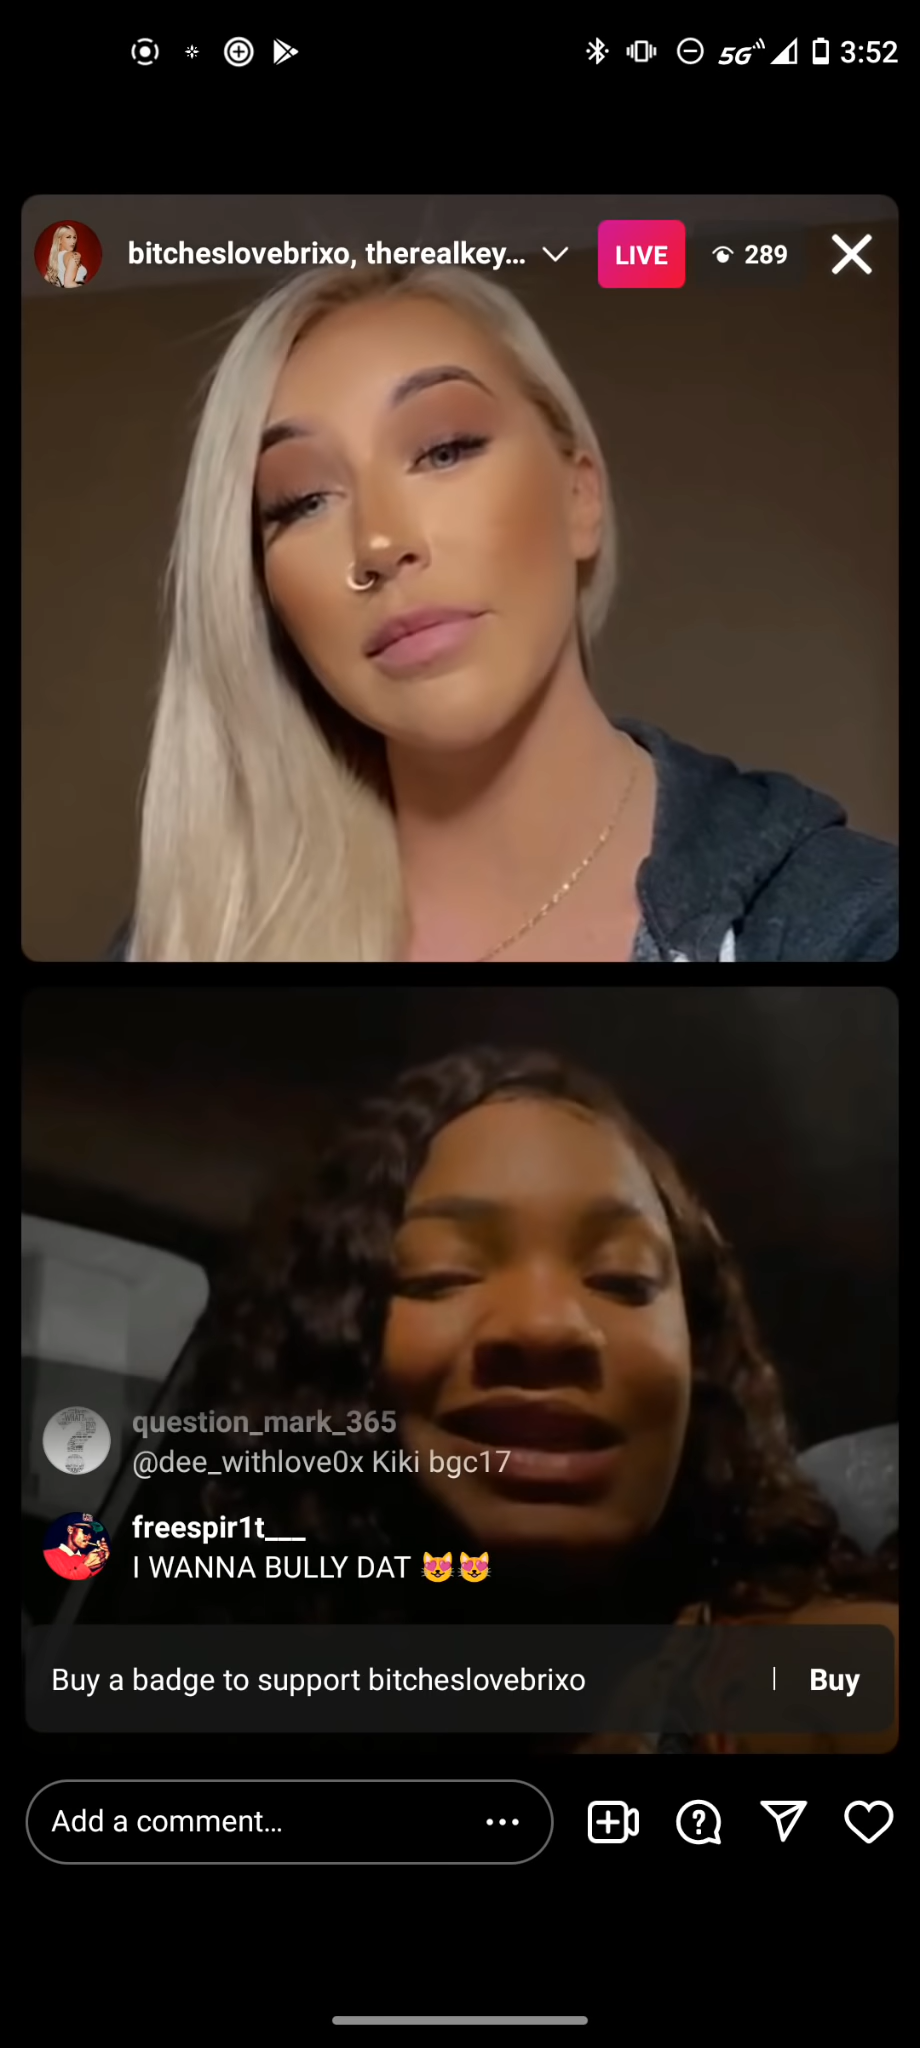 5G 3:52
bitcheslovebrixo, therealkey... LIVE 289
question_mark_365
@dee_withlove0x Kiki bgc17
freespir1t___
I WANNA BULLY DAT 😻😻
Buy a badge to support bitcheslovebrixo | Buy
Add a comment...